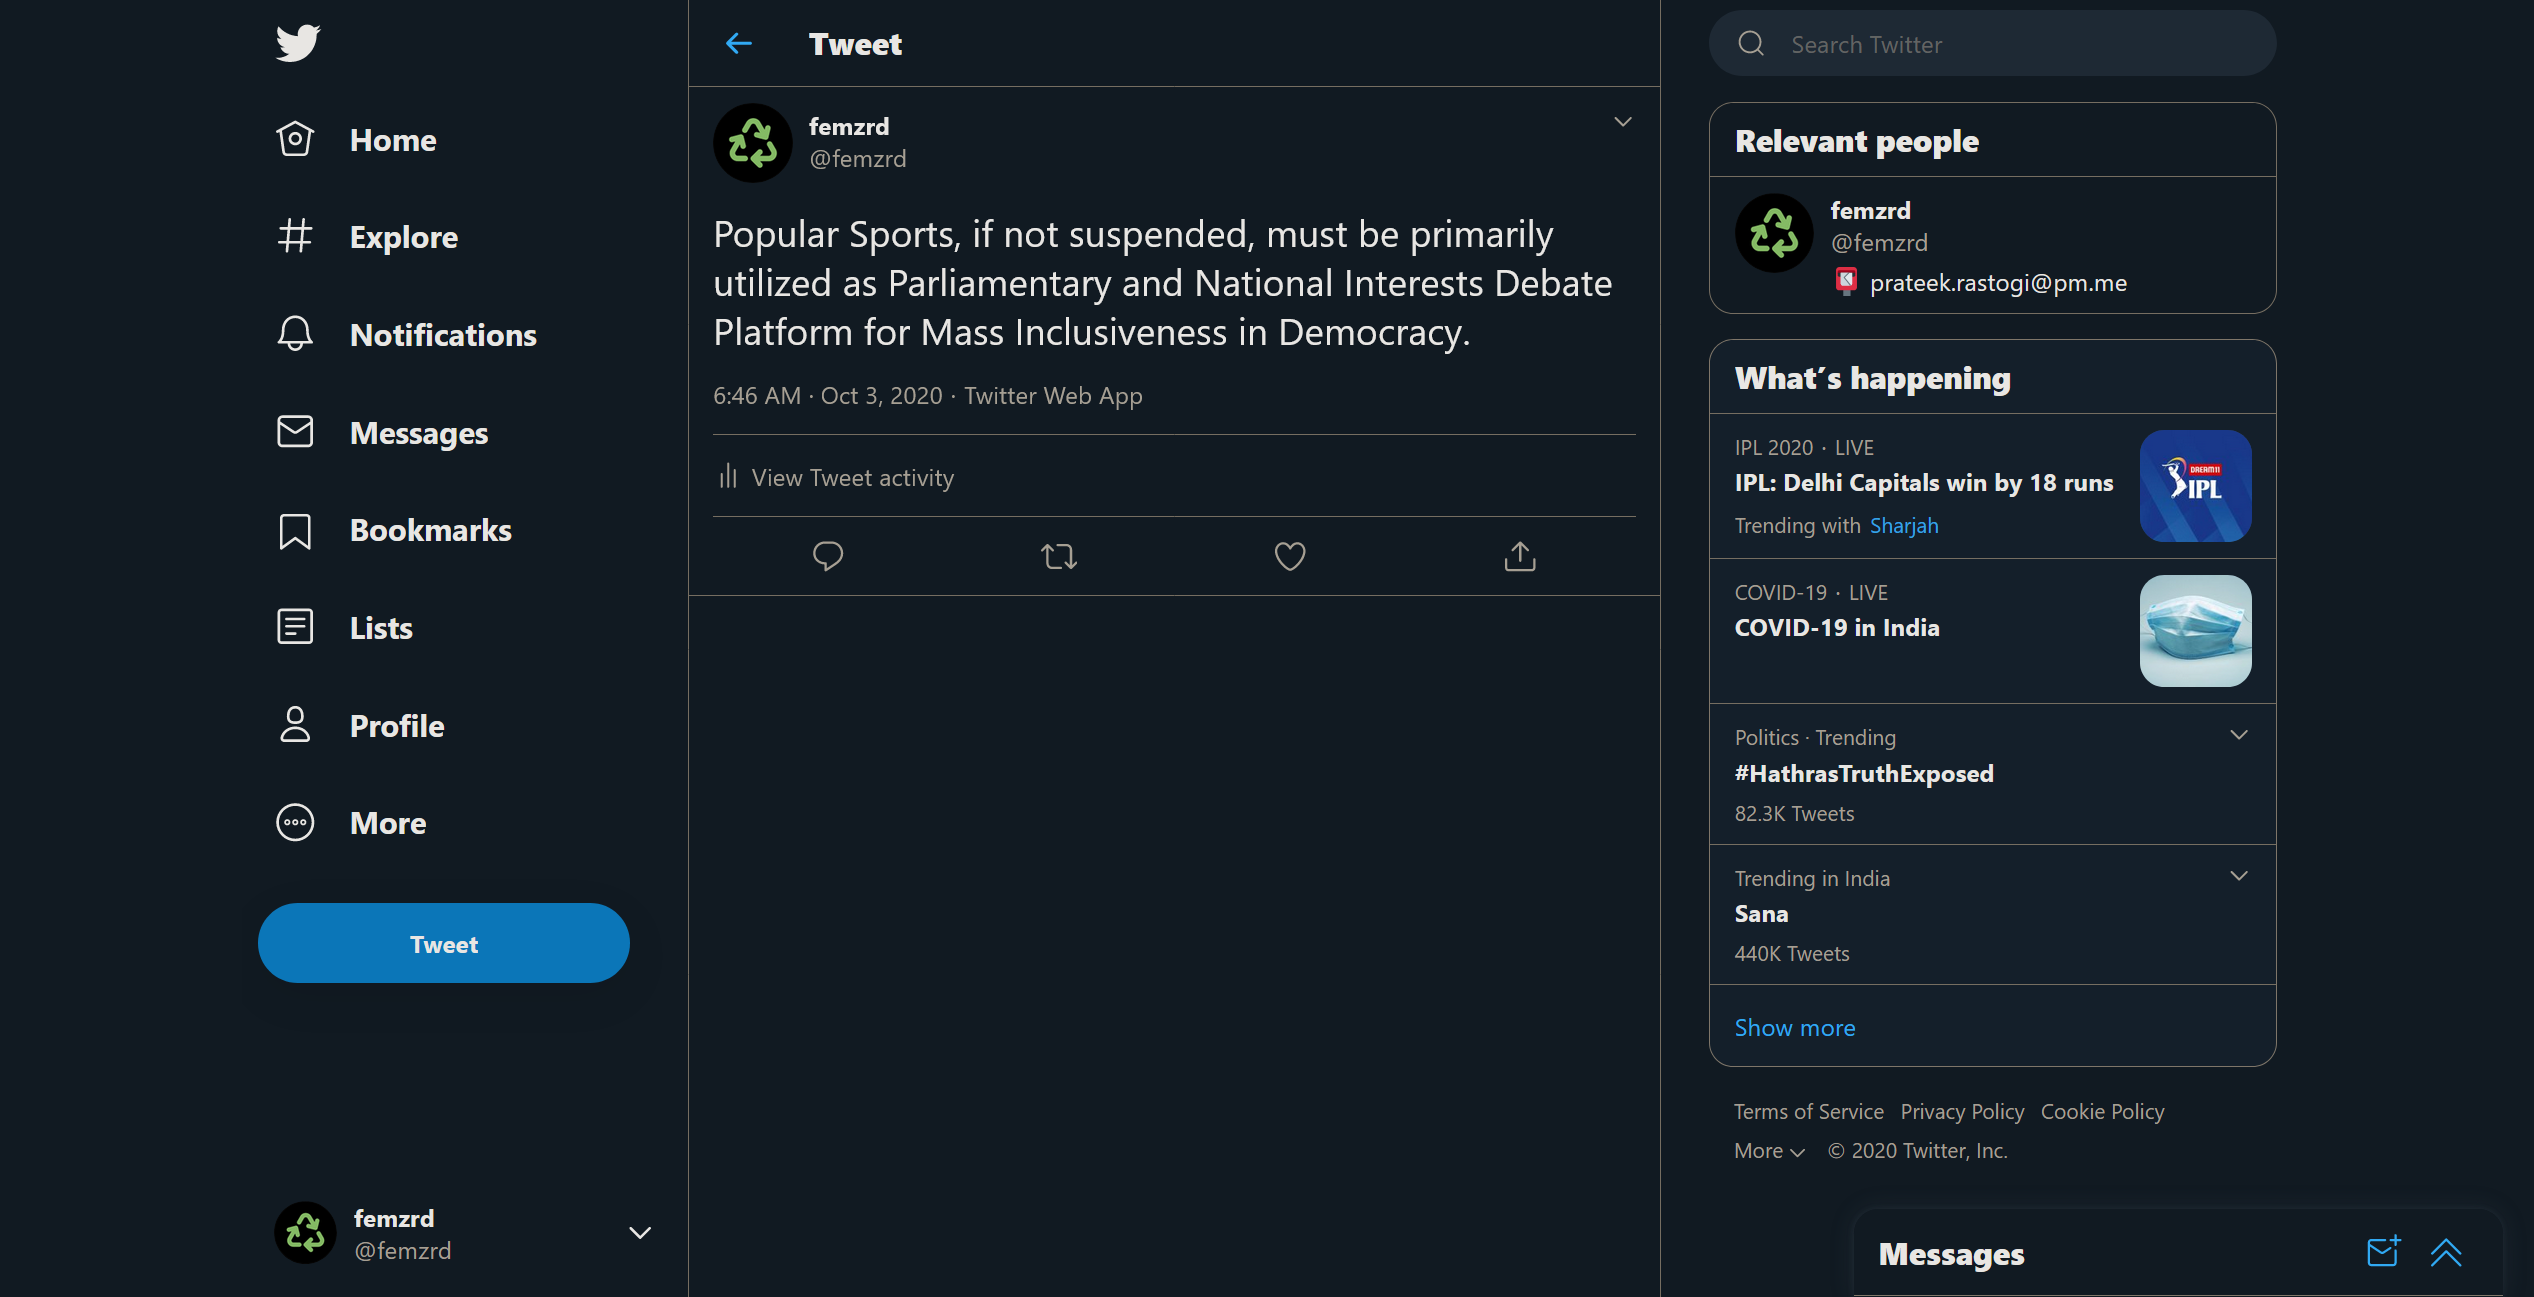 Home
Explore
Notifications
Messages
Bookmarks
Lists
Profile
More
Tweet
femzrd
@femzrd
Tweet
femzrd
@femzrd
Popular Sports, if not suspended, must be primarily
utilized as Parliamentary and National Interests Debate
Platform for Mass Inclusiveness in Democracy.
6:46 AM · Oct 3, 2020 · Twitter Web App
View Tweet activity
Search Twitter
Relevant people
femzrd
@femzrd
prateek.rastogi@pm.me
What's happening
IPL 2020 · LIVE
IPL: Delhi Capitals win by 18 runs
Trending with Sharjah
DREAM11
IPL
COVID-19 · LIVE
COVID-19 in India
Politics · Trending
#HathrasTruthExposed
82.3K Tweets
Trending in India
Sana
440K Tweets
Show more
Terms of Service Privacy Policy Cookie Policy
More © 2020 Twitter, Inc.
Messages